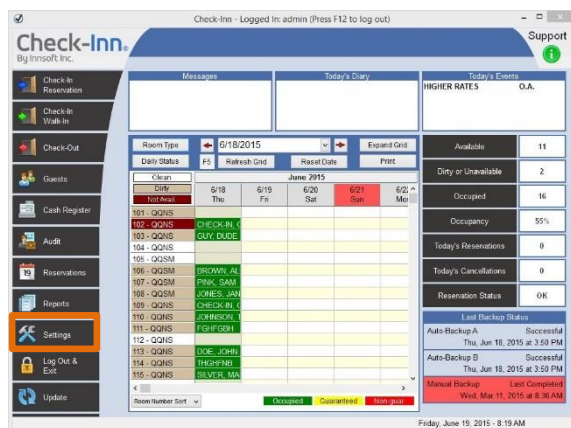 Check-Inn - Logged In: admin (Press F12 to log out)
Check-Inn®
By Innsoft Inc.
Support
Check-In
Reservation
Check-In
Walk-In
Check-Out
Guests
Cash Register
Audit
19
Reservations
Reports
Settings
Log Out &
Exit
Update
Messages
Today's Diary
Today's Events
HIGHER RATES O.A.
Room Type 6/18/2015 Expand Grid
Daily Status F5 Refresh Grid Reset Date Print
Clean June 2015
Dirty 6/18 6/19 6/20 6/21 6/22
Not Avail. Thu Fri Sat Sun Mon
101 - QQNS
102 - QQNS CHECK-IN,
103 - QQNS GUY, DUDE
104 - QQNS
105 - QQSM
106 - QQSM BROWN, AL
107 - QQSM PINK, SAM
108 - QQSM JONES, JAN
109 - QQNS CHECK-IN,
110 - QQNS JOHNSON,
111 - QQNS FGHFGBH
112 - QQNS
113 - QQNS DOE, JOHN
114 - QQNS THGHFNB
115 - QQNS SILVER, MA
Room Number Sort Occupied Guaranteed Non-guar
Available 11
Dirty or Unavailable 2
Occupied 16
Occupancy 55%
Today's Reservations 0
Today's Cancellations 0
Reservation Status OK
Last Backup Status
Auto-Backup A Successful
Thu, Jun 18, 2015 at 3:50 PM
Auto-Backup B Successful
Thu, Jun 18, 2015 at 3:50 PM
Manual Backup Last Completed
Wed, Mar 11, 2015 at 8:36 AM
Friday, June 19, 2015 - 8:19 AM